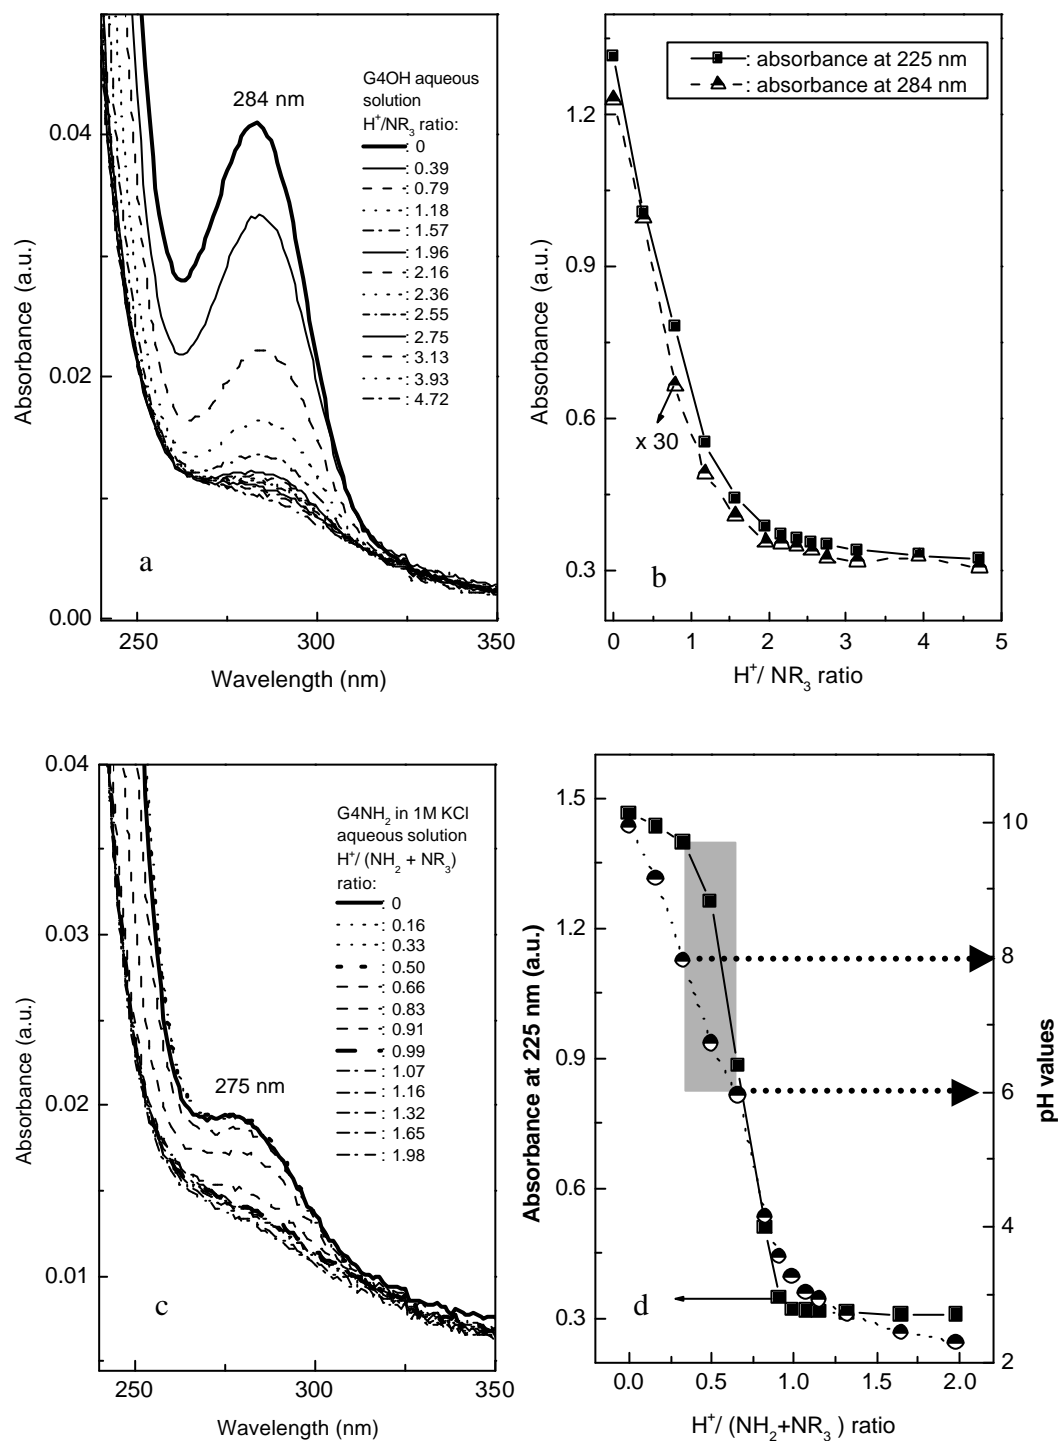 284 nm
G4OH aqueous
solution
H⁺/NR₃ ratio:
: 0
: 0.39
: 0.79
: 1.18
: 1.57
: 1.96
: 2.16
: 2.36
: 2.55
: 2.75
: 3.13
: 3.93
: 4.72
0.04
0.02
0.00
Absorbance (a.u.)
a
250
300
350
Wavelength (nm)
: absorbance at 225 nm
: absorbance at 284 nm
1.2
0.9
0.6
0.3
Absorbance (a.u.)
x 30
b
0
1
2
3
4
5
H⁺/ NR₃ ratio
0.04
0.03
0.02
0.01
Absorbance (a.u.)
G4NH₂ in 1M KCl
aqueous solution
H⁺/ (NH₂ + NR₃)
ratio:
: 0
: 0.16
: 0.33
: 0.50
: 0.66
: 0.83
: 0.91
: 0.99
: 1.07
: 1.16
: 1.32
: 1.65
: 1.98
275 nm
c
250
300
350
Wavelength (nm)
1.5
1.2
0.9
0.6
0.3
Absorbance at 225 nm (a.u.)
d
10
8
6
4
2
pH values
0.0
0.5
1.0
1.5
2.0
H⁺/ (NH₂+NR₃ ) ratio